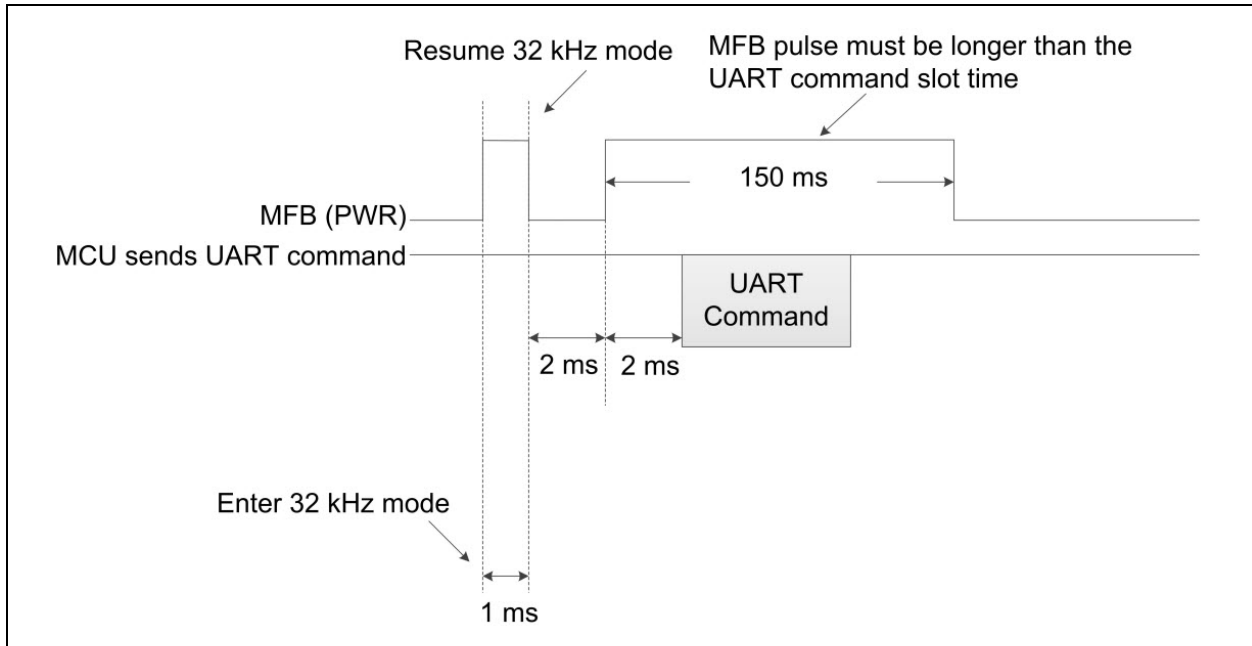 Resume 32 kHz mode
MFB pulse must be longer than the
UART command slot time
150 ms
MFB (PWR)
MCU sends UART command
UART
Command
2 ms
2 ms
Enter 32 kHz mode
1 ms